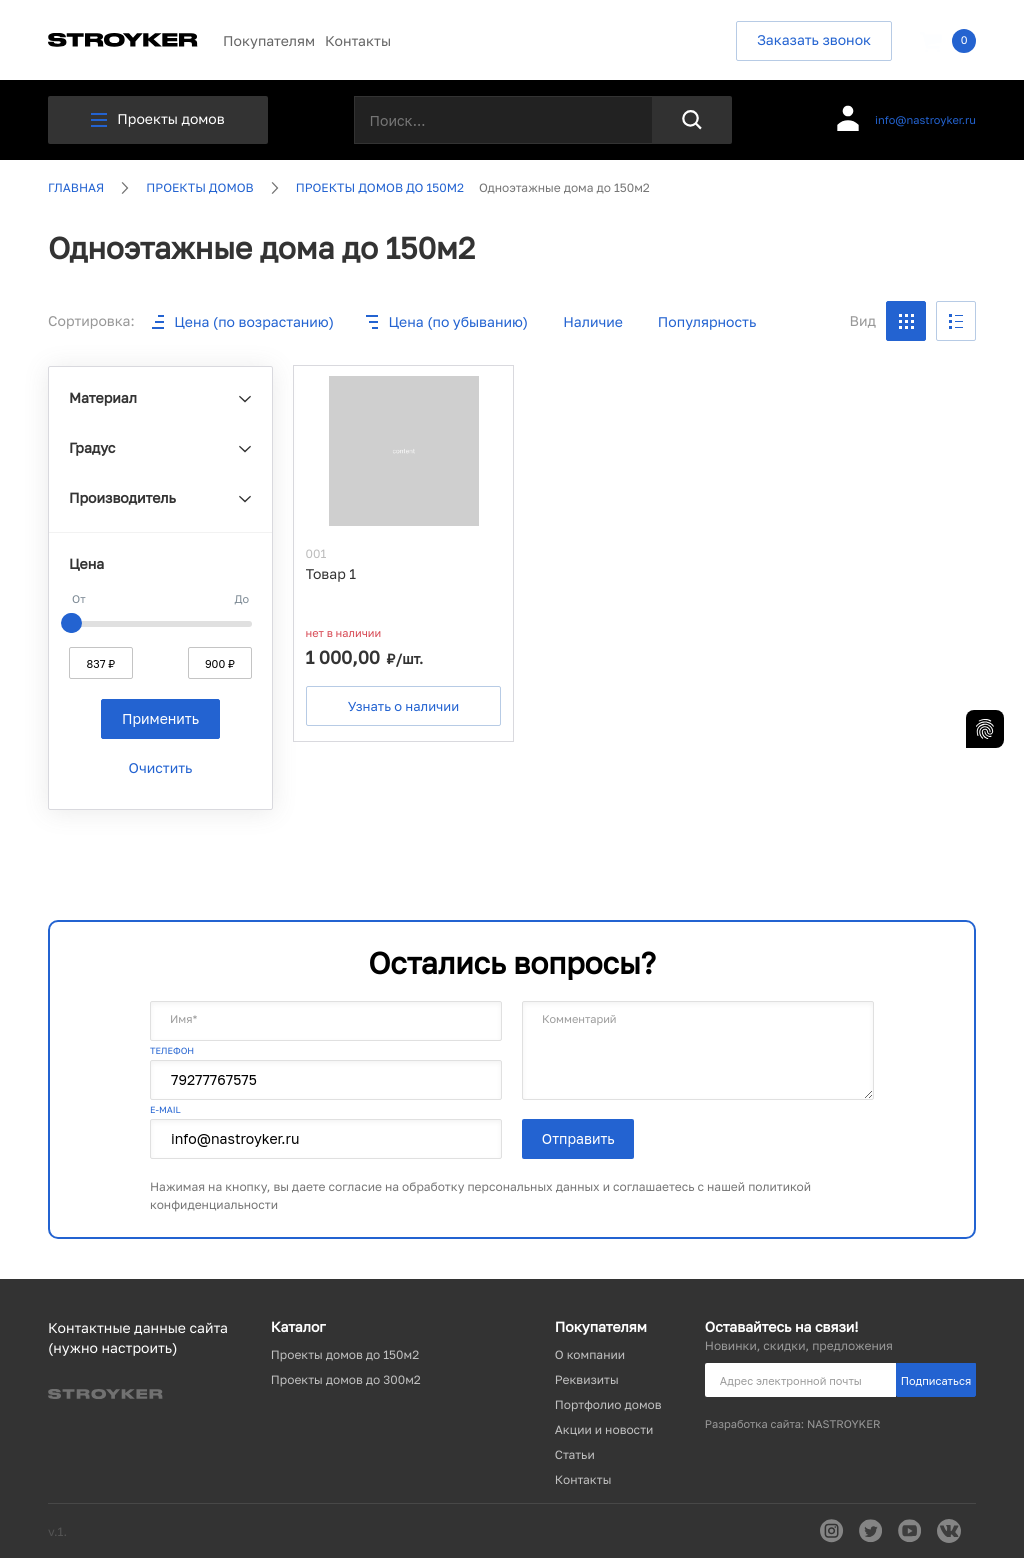 STROYKER
Покупателям Контакты
Заказать звонок
0
Проекты домов
Поиск...
info@nastroyker.ru
ГЛАВНАЯ ПРОЕКТЫ ДОМОВ ПРОЕКТЫ ДОМОВ ДО 150М2 Одноэтажные дома до 150м2
Одноэтажные дома до 150м2
Сортировка: Цена (по возрастанию) Цена (по убыванию) Наличие Популярность Вид
Материал
Градус
Производитель
Цена
От До
837 ₽ 900 ₽
Применить
Очистить
001
Товар 1
нет в наличии
1 000,00 ₽/шт.
Узнать о наличии
Остались вопросы?
Имя*
ТЕЛЕФОН
79277767575
E-MAIL
info@nastroyker.ru
Комментарий
Отправить
Нажимая на кнопку, вы даете согласие на обработку персональных данных и соглашаетесь с нашей политикой
конфиденциальности
Контактные данные сайта
(нужно настроить)
STROYKER
Каталог
Проекты домов до 150м2
Проекты домов до 300м2
Покупателям
О компании
Реквизиты
Портфолио домов
Акции и новости
Статьи
Контакты
Оставайтесь на связи!
Новинки, скидки, предложения
Адрес электронной почты Подписаться
Разработка сайта: NASTROYKER
v.1.